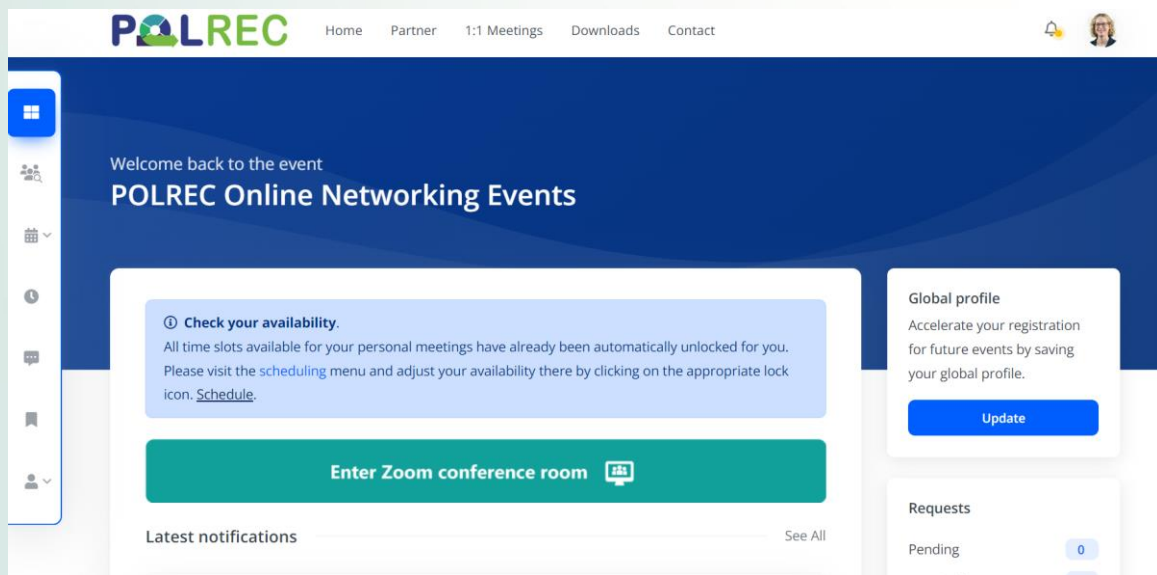 POLREC
Home Partner 1:1 Meetings Downloads Contact
Welcome back to the event
POLREC Online Networking Events
Check your availability.
All time slots available for your personal meetings have already been automatically unlocked for you.
Please visit the scheduling menu and adjust your availability there by clicking on the appropriate lock
icon. Schedule.
Enter Zoom conference room
Latest notifications See All
Global profile
Accelerate your registration
for future events by saving
your global profile.
Update
Requests
Pending 0